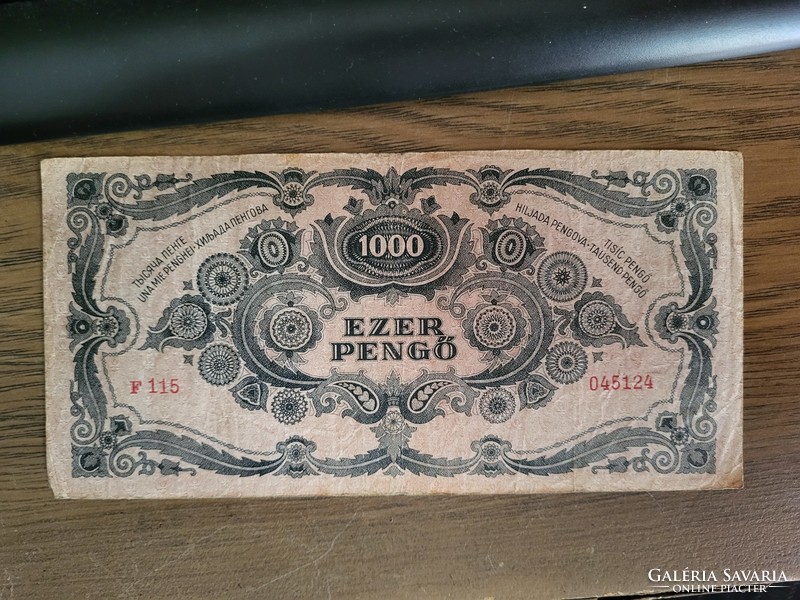 ТЫСЯЧА ПЕНГЕ
UNA MIE PENGHEI·ХИЉАДА ПЕНГОВА
HILJADA PENGOVA·TAUSEND PENGŐ
TISÍC PENGŐ
1000
EZER
PENGŐ
F 115
045124
GALÉRIA SAVARIA
ONLINE PIACTÉR